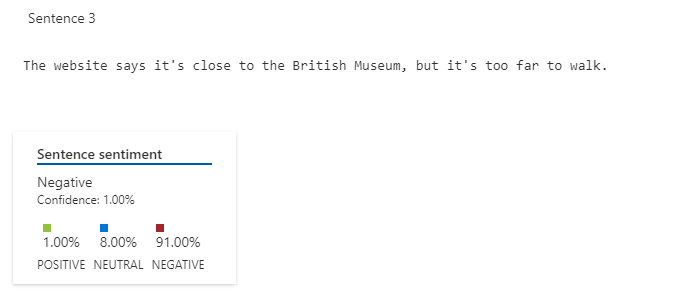 Sentence 3
The website says it's close to the British Museum, but it's too far to walk.
Sentence sentiment
Negative
Confidence: 1.00%
1.00% 8.00% 91.00%
POSITIVE NEUTRAL NEGATIVE